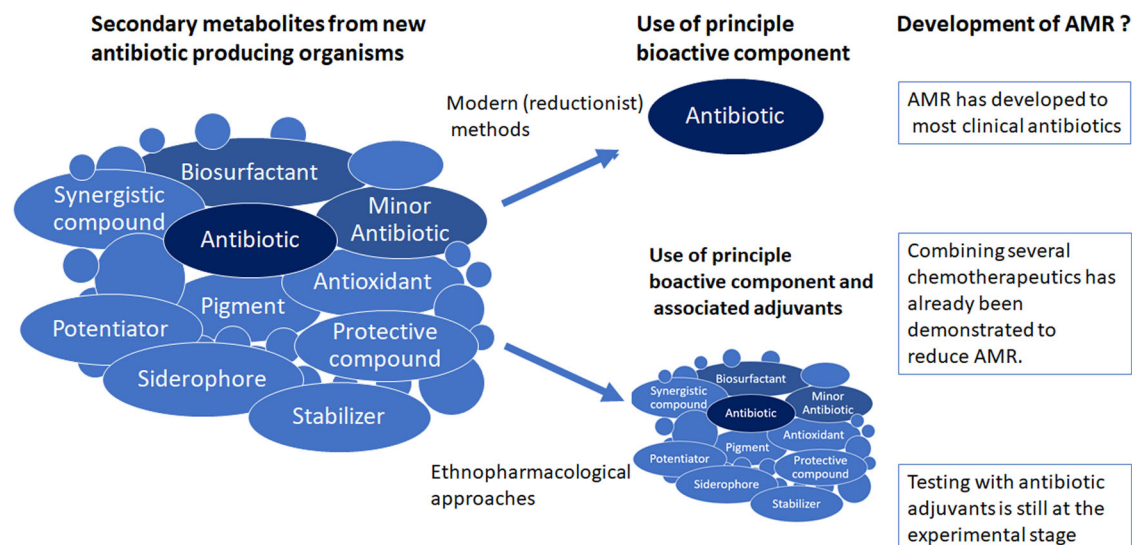 Secondary metabolites from new
antibiotic producing organisms
Use of principle
bioactive component
Development of AMR ?
Modern (reductionist)
methods
Antibiotic
AMR has developed to
most clinical antibiotics
Biosurfactant
Synergistic
compound
Minor
Antibiotic
Antibiotic
Antioxidant
Pigment
Potentiator
Protective
compound
Siderophore
Stabilizer
Use of principle
boactive component and
associated adjuvants
Combining several
chemotherapeutics has
already been
demonstrated to
reduce AMR.
Ethnopharmacological
approaches
Biosurfactant
Synergistic
compound
Minor
Antibiotic
Antibiotic
Antioxidant
Pigment
Potentiator
Protective
compound
Siderophore
Stabilizer
Testing with antibiotic
adjuvants is still at the
experimental stage